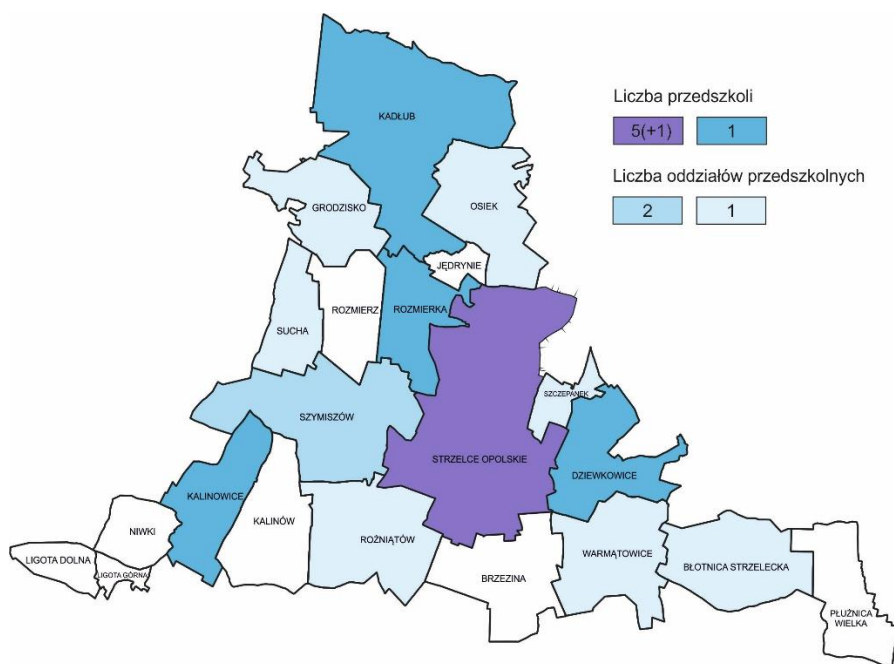 Liczba przedszkoli
5(+1)
1
Liczba oddziałów przedszkolnych
2
1
KADŁUB
GRODZISKO
OSIEK
JĘDRYNIE
ROZMIERZ
ROZMIERKA
SUCHA
SZCZEPANEK
SZYMISZÓW
STRZELCE OPOLSKIE
DZIEWKOWICE
KALINOWICE
KALINÓW
NIWKI
ROŻNIĄTÓW
WARMĄTOWICE
LIGOTA DOLNA
LIGOTA GÓRNA
BRZEZINA
BŁOTNICA STRZELECKA
PŁUŻNICA
WIELKA